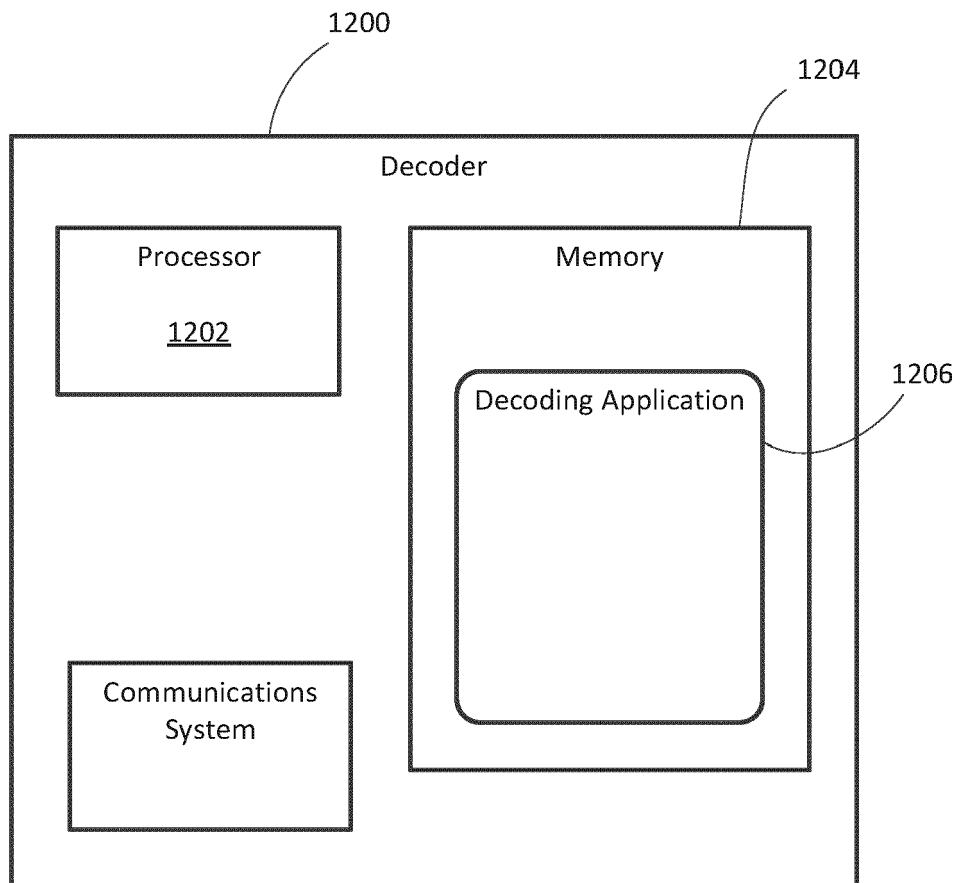 1200
1204
Decoder
Processor
Memory
1202
Decoding Application
1206
Communications
System